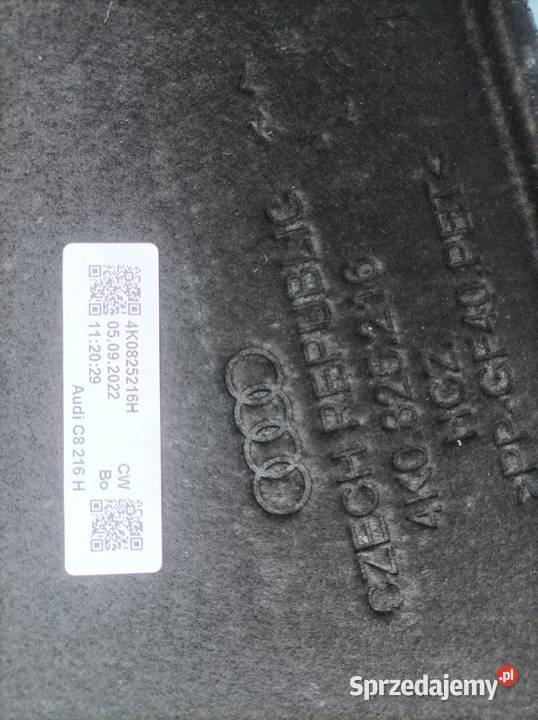 4K0825216H CW
05.09.2022 Bo
11:20:29
Audi C8 216 H
CZECH REPUBLIC
4K0 825 216
HGZ
>PP-GF40.PET<
Sprzedajemy.pl